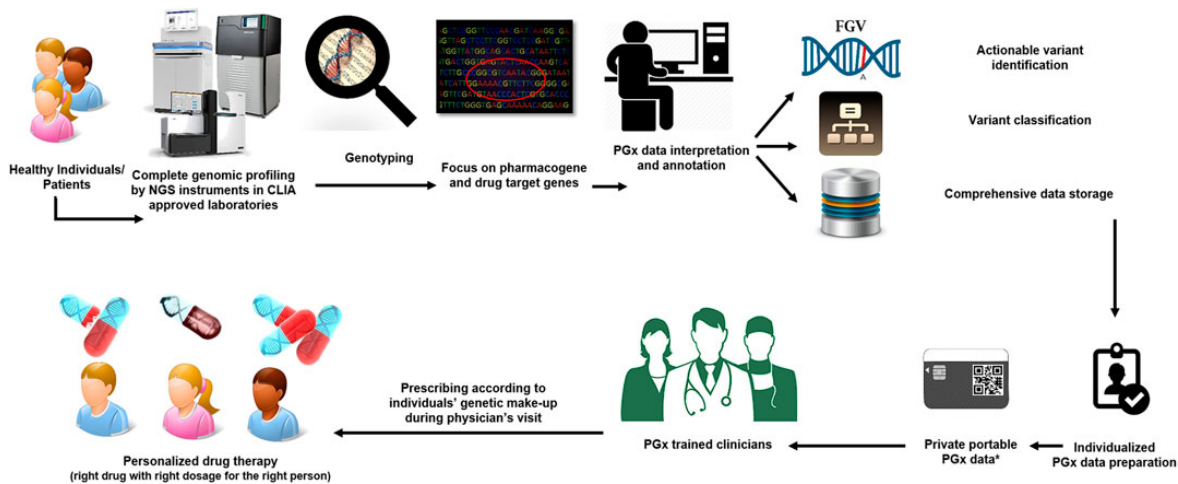 FGV
A
Actionable variant
identification
Variant classification
Comprehensive data storage
Healthy Individuals/
Patients
Complete genomic profiling
by NGS instruments in CLIA
approved laboratories
Genotyping
Focus on pharmacogene
and drug target genes
PGx data interpretation
and annotation
Individualized
PGx data preparation
Private portable
PGx data*
PGx trained clinicians
Prescribing according to
individuals' genetic make-up
during physician's visit
Personalized drug therapy
(right drug with right dosage for the right person)